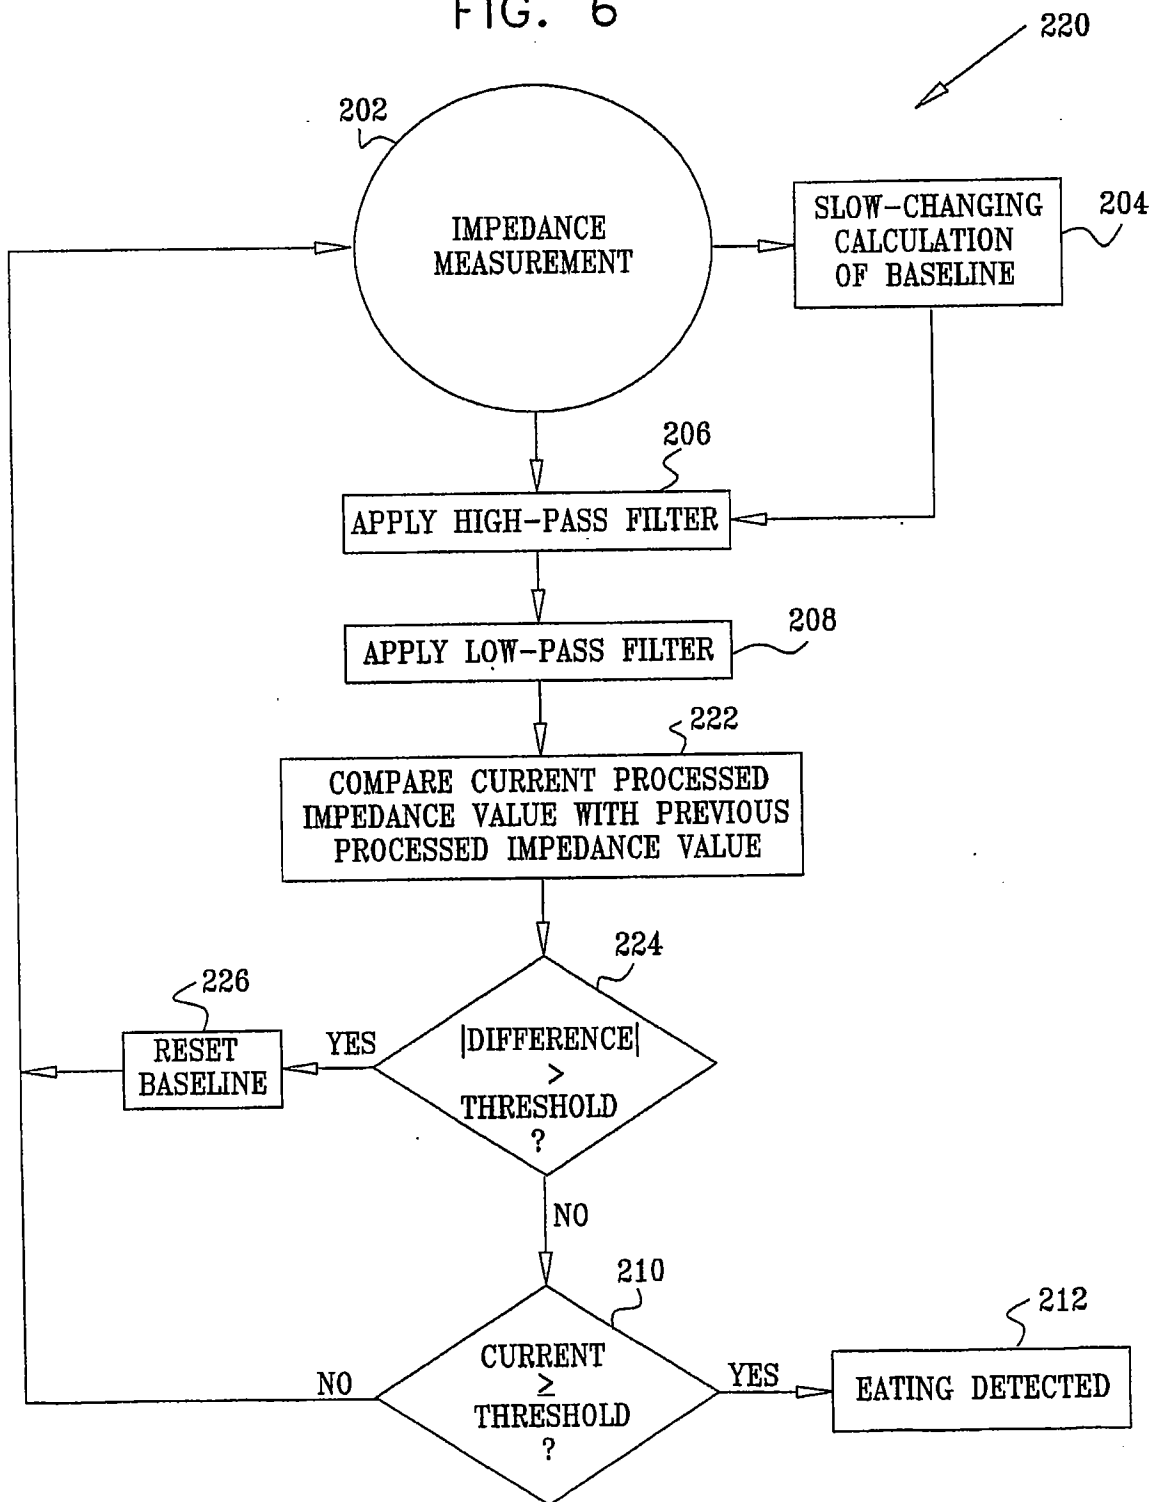 FIG. 6
220
202
IMPEDANCE
MEASUREMENT
SLOW-CHANGING
CALCULATION
OF BASELINE
204
206
APPLY HIGH-PASS FILTER
208
APPLY LOW-PASS FILTER
222
COMPARE CURRENT PROCESSED
IMPEDANCE VALUE WITH PREVIOUS
PROCESSED IMPEDANCE VALUE
224
|DIFFERENCE|
>
THRESHOLD
?
YES
226
RESET
BASELINE
NO
210
CURRENT
≥
THRESHOLD
?
NO
YES
212
EATING DETECTED